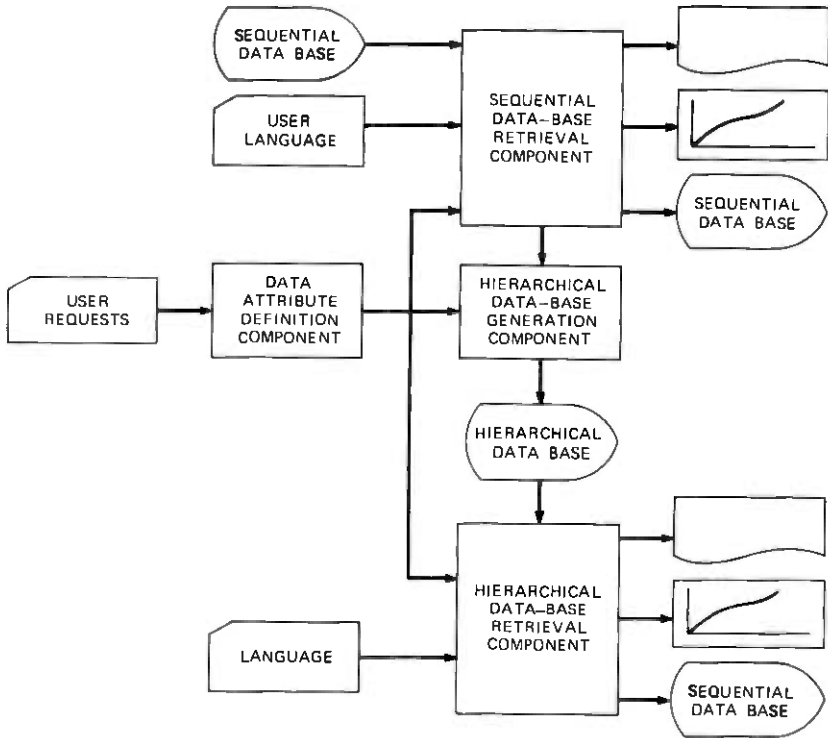 SEQUENTIAL
DATA BASE
USER
LANGUAGE
SEQUENTIAL
DATA-BASE
RETRIEVAL
COMPONENT
SEQUENTIAL
DATA BASE
USER
REQUESTS
DATA
ATTRIBUTE
DEFINITION
COMPONENT
HIERARCHICAL
DATA-BASE
GENERATION
COMPONENT
HIERARCHICAL
DATA BASE
LANGUAGE
HIERARCHICAL
DATA-BASE
RETRIEVAL
COMPONENT
SEQUENTIAL
DATA BASE